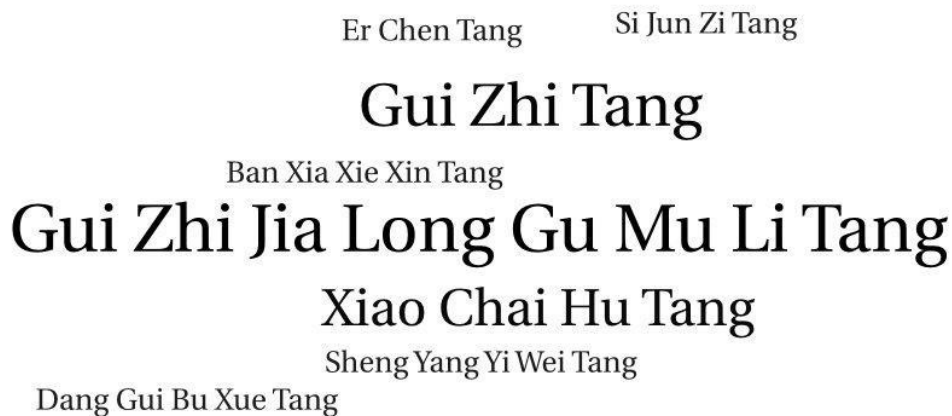 Er Chen Tang
Si Jun Zi Tang
Gui Zhi Tang
Ban Xia Xie Xin Tang
Gui Zhi Jia Long Gu Mu Li Tang
Xiao Chai Hu Tang
Sheng Yang Yi Wei Tang
Dang Gui Bu Xue Tang